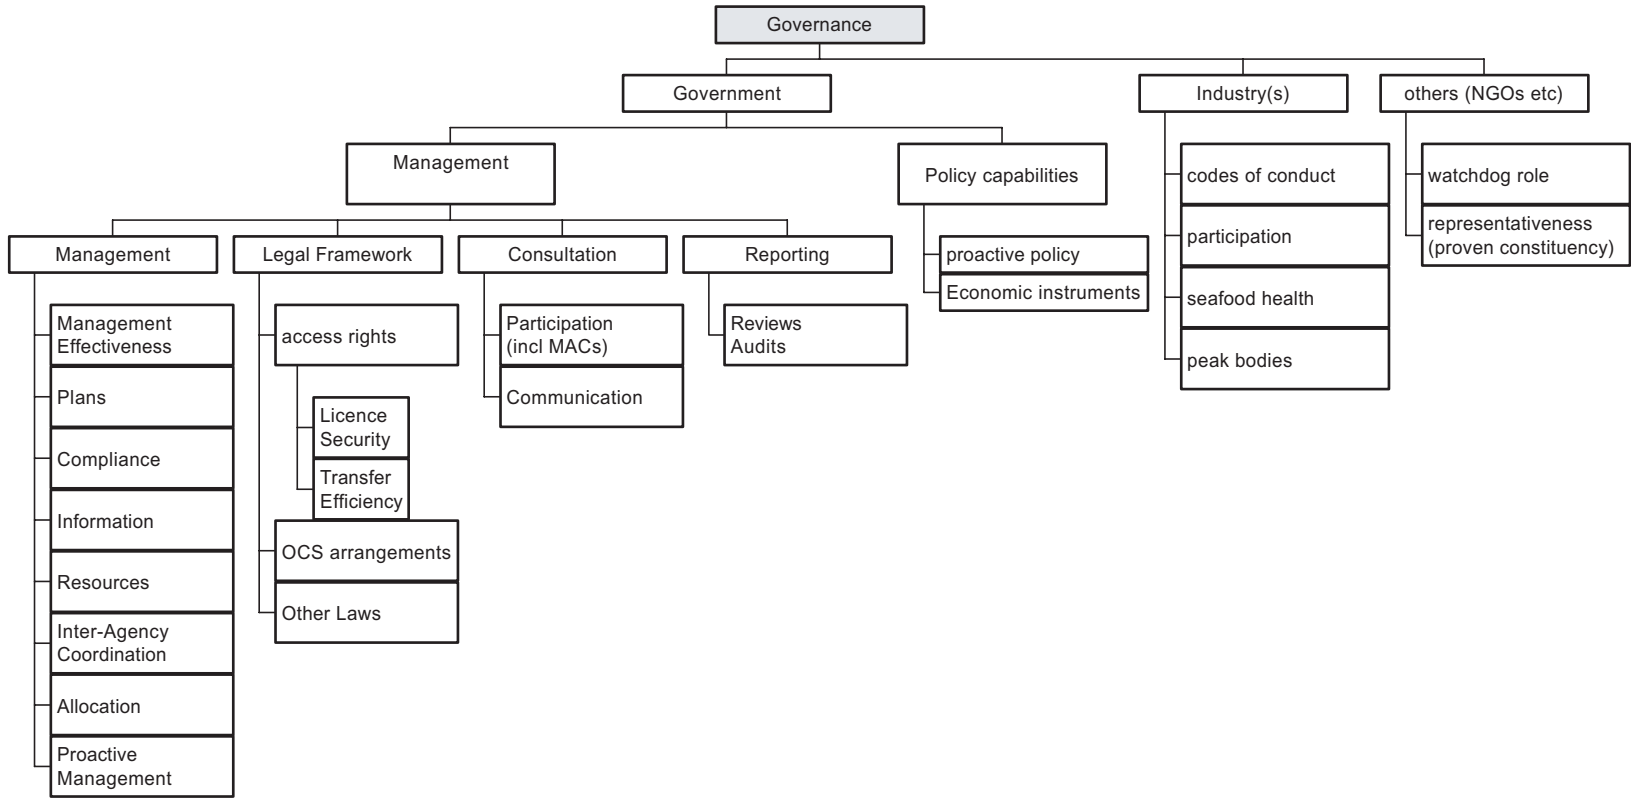 Governance
Government
Industry(s)
others (NGOs etc)
Management
Policy capabilities
codes of conduct
participation
seafood health
peak bodies
watchdog role
representativeness
(proven constituency)
Management
Legal Framework
Consultation
Reporting
proactive policy
Economic instruments
Management
Effectiveness
Plans
Compliance
Information
Resources
Inter-Agency
Coordination
Allocation
Proactive
Management
access rights
Licence
Security
Transfer
Efficiency
OCS arrangements
Other Laws
Participation
(incl MACs)
Communication
Reviews
Audits